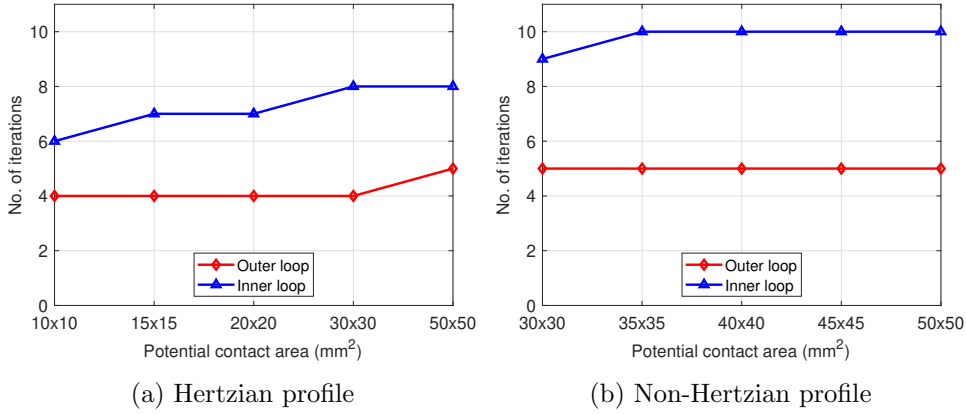 10
8
6
4
2
0
No. of iterations
Outer loop
Inner loop
10x10 15x15 20x20 30x30 50x50
Potential contact area (mm²)
(a) Hertzian profile
10
8
6
4
2
0
No. of iterations
Outer loop
Inner loop
30x30 35x35 40x40 45x45 50x50
Potential contact area (mm²)
(b) Non-Hertzian profile